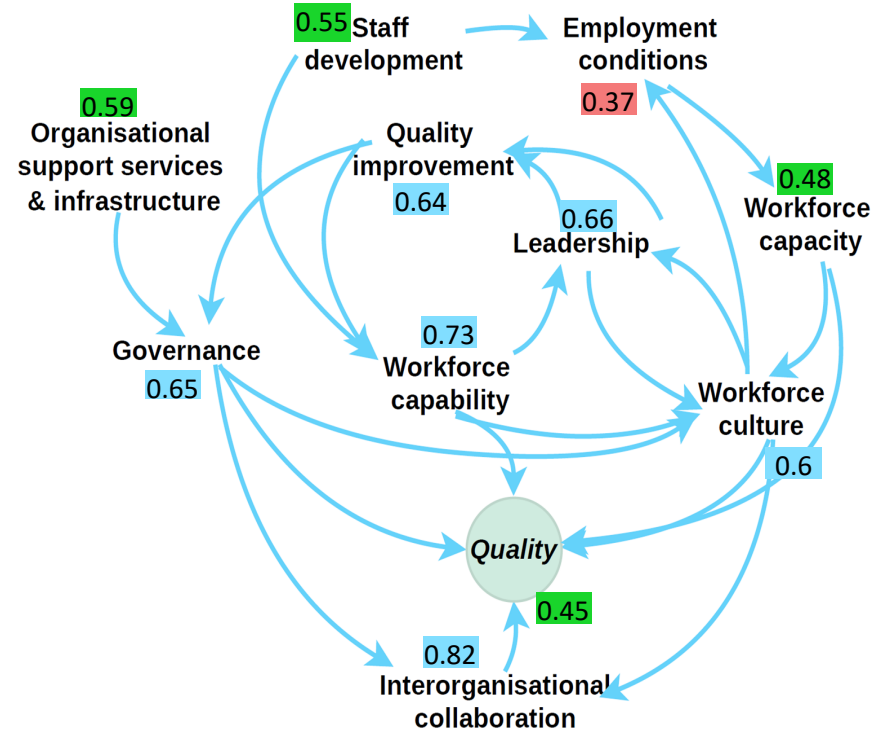 0.55 Staff
development
Employment
conditions
0.37
0.59
Organisational
support services
& infrastructure
Quality
improvement
0.64
0.66
Leadership
0.48
Workforce
capacity
Governance
0.65
0.73
Workforce
capability
Workforce
culture
0.6
Quality
0.45
0.82
Interorganisational
collaboration